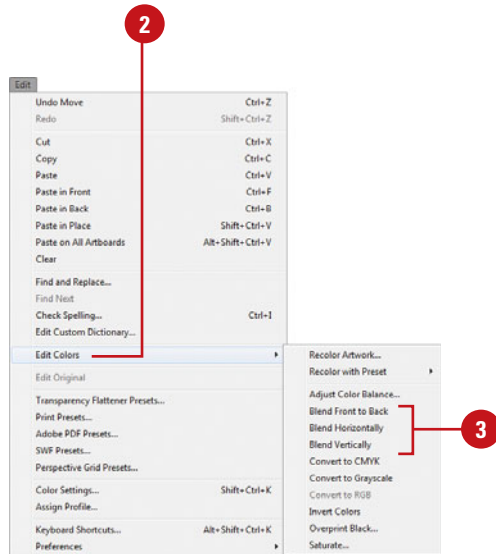 2
Edit
Undo Move Ctrl+Z
Redo Shift+Ctrl+Z
Cut Ctrl+X
Copy Ctrl+C
Paste Ctrl+V
Paste in Front Ctrl+F
Paste in Back Ctrl+B
Paste in Place Shift+Ctrl+V
Paste on All Artboards Alt+Shift+Ctrl+V
Clear
Find and Replace...
Find Next
Check Spelling... Ctrl+I
Edit Custom Dictionary...
Edit Colors
Edit Original
Transparency Flattener Presets...
Print Presets...
Adobe PDF Presets...
SWF Presets...
Perspective Grid Presets...
Color Settings... Shift+Ctrl+K
Assign Profile...
Keyboard Shortcuts... Alt+Shift+Ctrl+K
Preferences
Recolor Artwork...
Recolor with Preset
Adjust Color Balance...
Blend Front to Back
Blend Horizontally
Blend Vertically
Convert to CMYK
Convert to Grayscale
Convert to RGB
Invert Colors
Overprint Black...
Saturate...
3